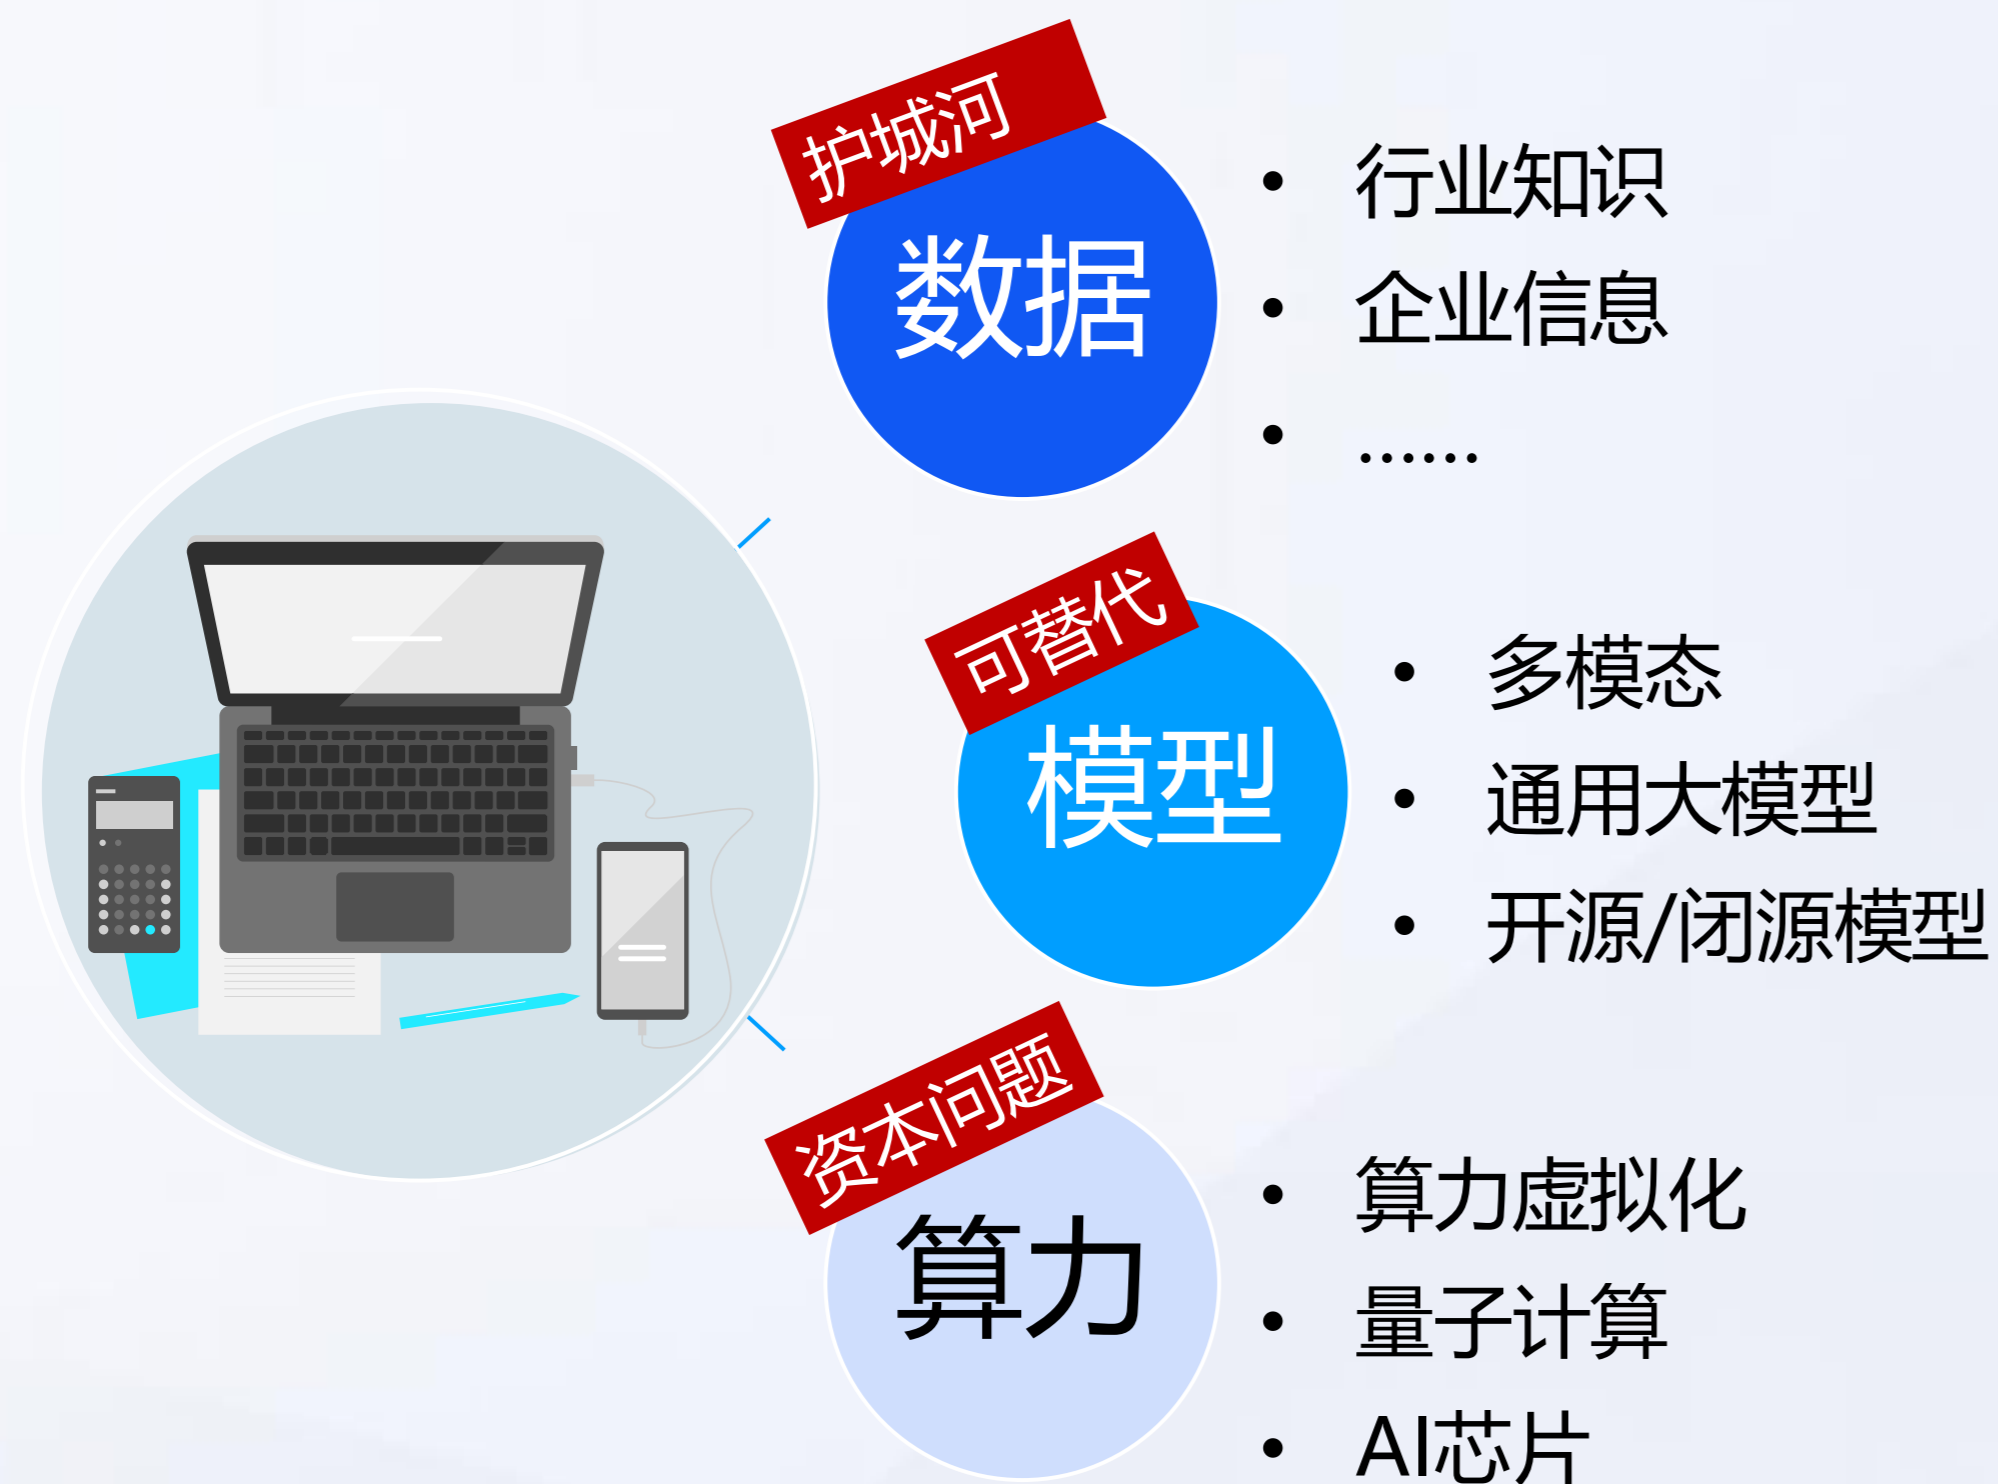 护城河
数据
• 行业知识
• 企业信息
• ……
可替代
模型
• 多模态
• 通用大模型
• 开源/闭源模型
资本问题
算力
• 算力虚拟化
• 量子计算
• AI芯片